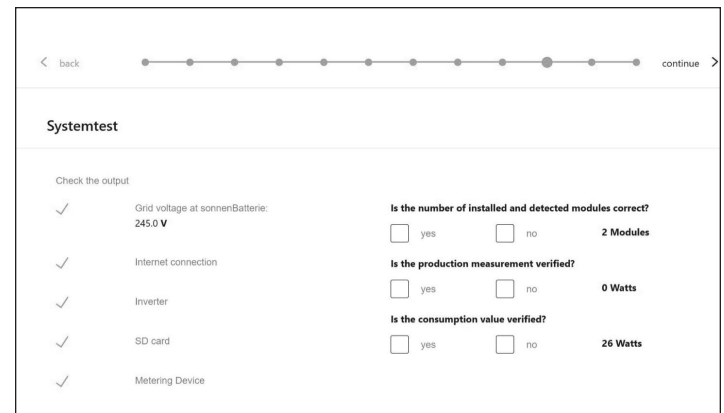 back
continue
Systemtest
Check the output
Grid voltage at sonnenBatterie:
245.0 V
Internet connection
Inverter
SD card
Metering Device
Is the number of installed and detected modules correct?
yes no 2 Modules
Is the production measurement verified?
yes no 0 Watts
Is the consumption value verified?
yes no 26 Watts